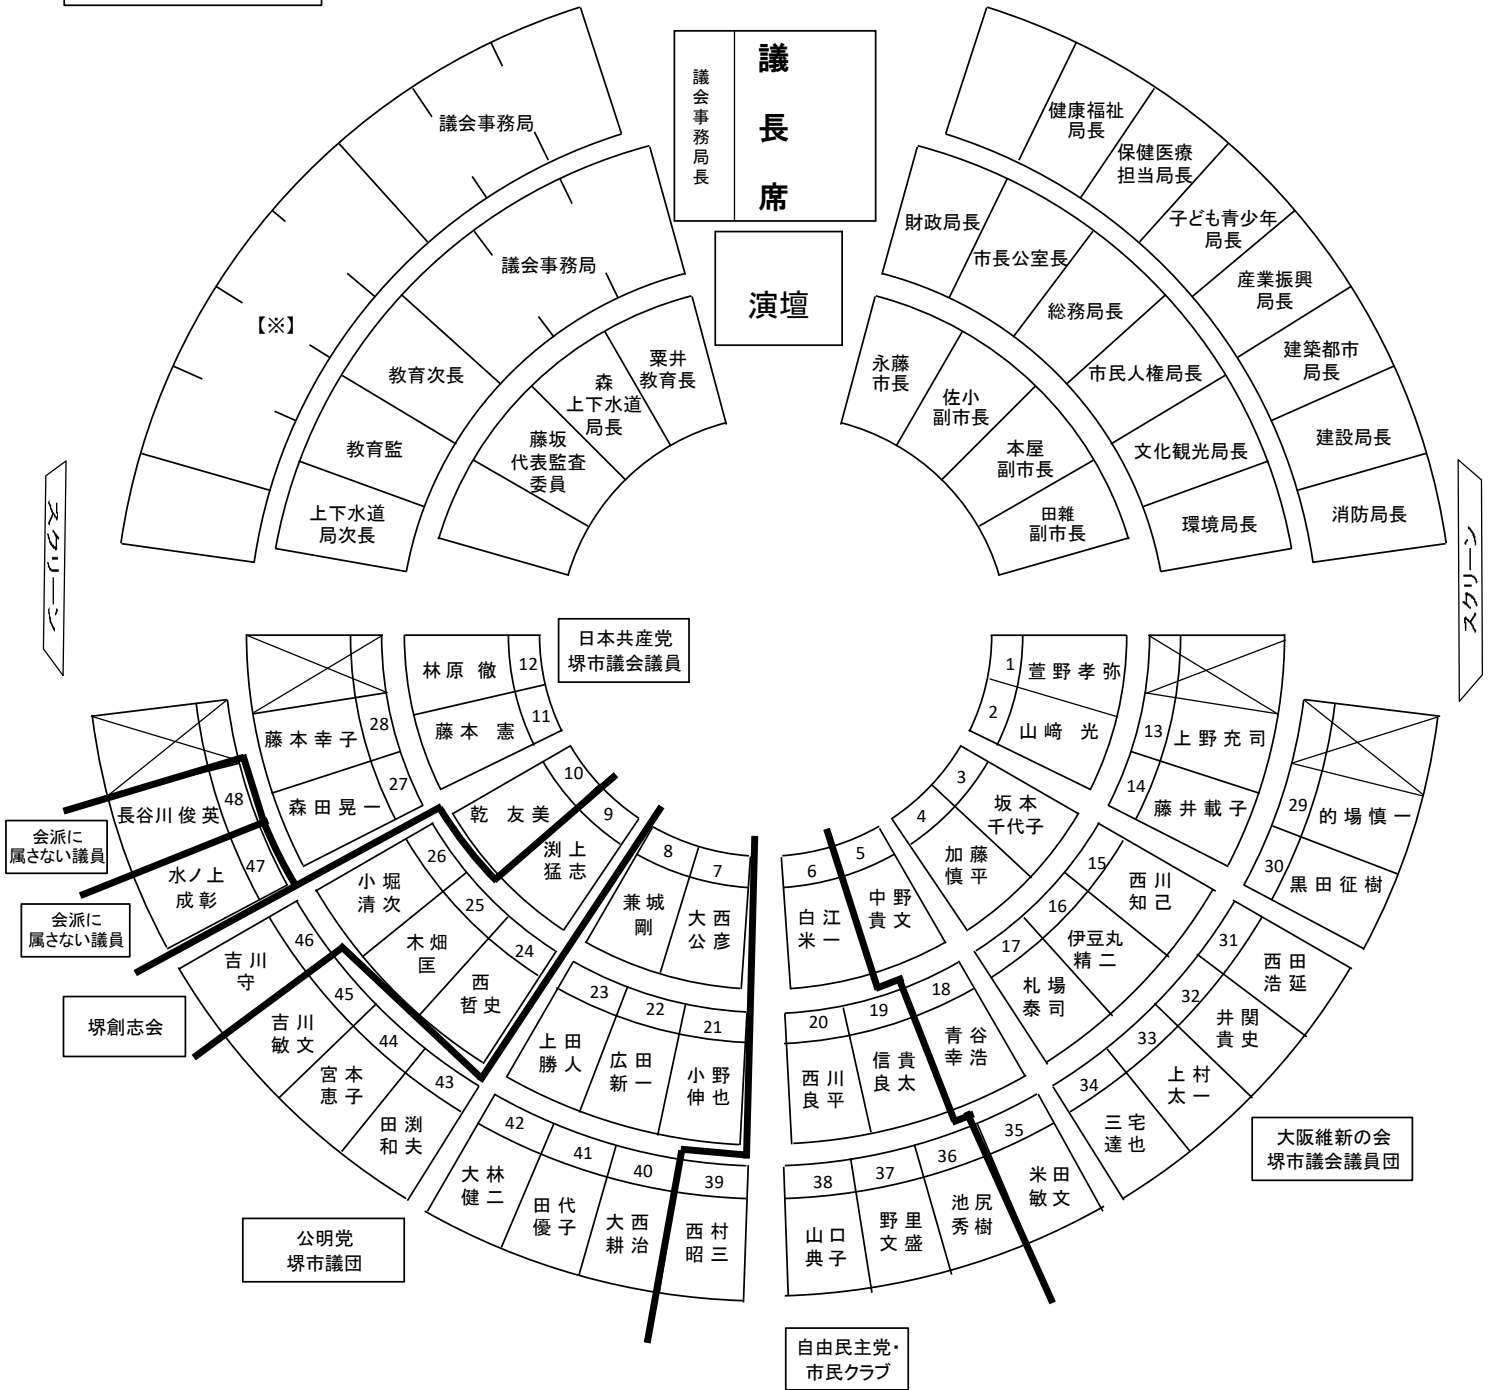 議会事務局長
議長席
演壇
議会事務局
議会事務局
【※】
教育次長
教育監
上下水道
局次長
粟井
教育長
森
上下水道
局長
藤坂
代表監査
委員
健康福祉
局長
保健医療
担当局長
子ども青少年
局長
産業振興
局長
建築都市
局長
建設局長
消防局長
財政局長
市長公室長
総務局長
市民人権局長
文化観光局長
環境局長
永藤
市長
佐小
副市長
本屋
副市長
田雑
副市長
スクリーン
スクリーン
日本共産党
堺市議会議員
1
萱野孝弥
2
山﨑 光
3
坂本
千代子
4
加藤
慎平
5
中野
貴文
6
白江
米一
7
大西
公彦
8
兼城
剛
9
渕上
猛志
10
乾 友美
11
藤本 憲
12
林原 徹
13
上野充司
14
藤井載子
15
西川
知己
16
伊豆丸
精二
17
札場
泰司
18
青谷
幸浩
19
信貴
良太
20
西川
良平
21
小野
伸也
22
広田
新一
23
上田
勝人
24
西
哲史
25
木畑
匡
26
小堀
清次
27
森田晃一
28
藤本幸子
29
的場慎一
30
黒田征樹
31
西田
浩延
32
井関
貴史
33
上村
太一
34
三宅
達也
35
米田
敏文
36
池尻
秀樹
37
野里
文盛
38
山口
典子
39
西村
昭三
40
大西
耕治
41
田代
優子
42
大林
健二
43
田渕
和夫
44
宮本
恵子
45
吉川
敏文
46
吉川
守
47
水ノ上
成彰
48
長谷川俊英
会派に
属さない議員
会派に
属さない議員
堺創志会
公明党
堺市議団
自由民主党・
市民クラブ
大阪維新の会
堺市議会議員団